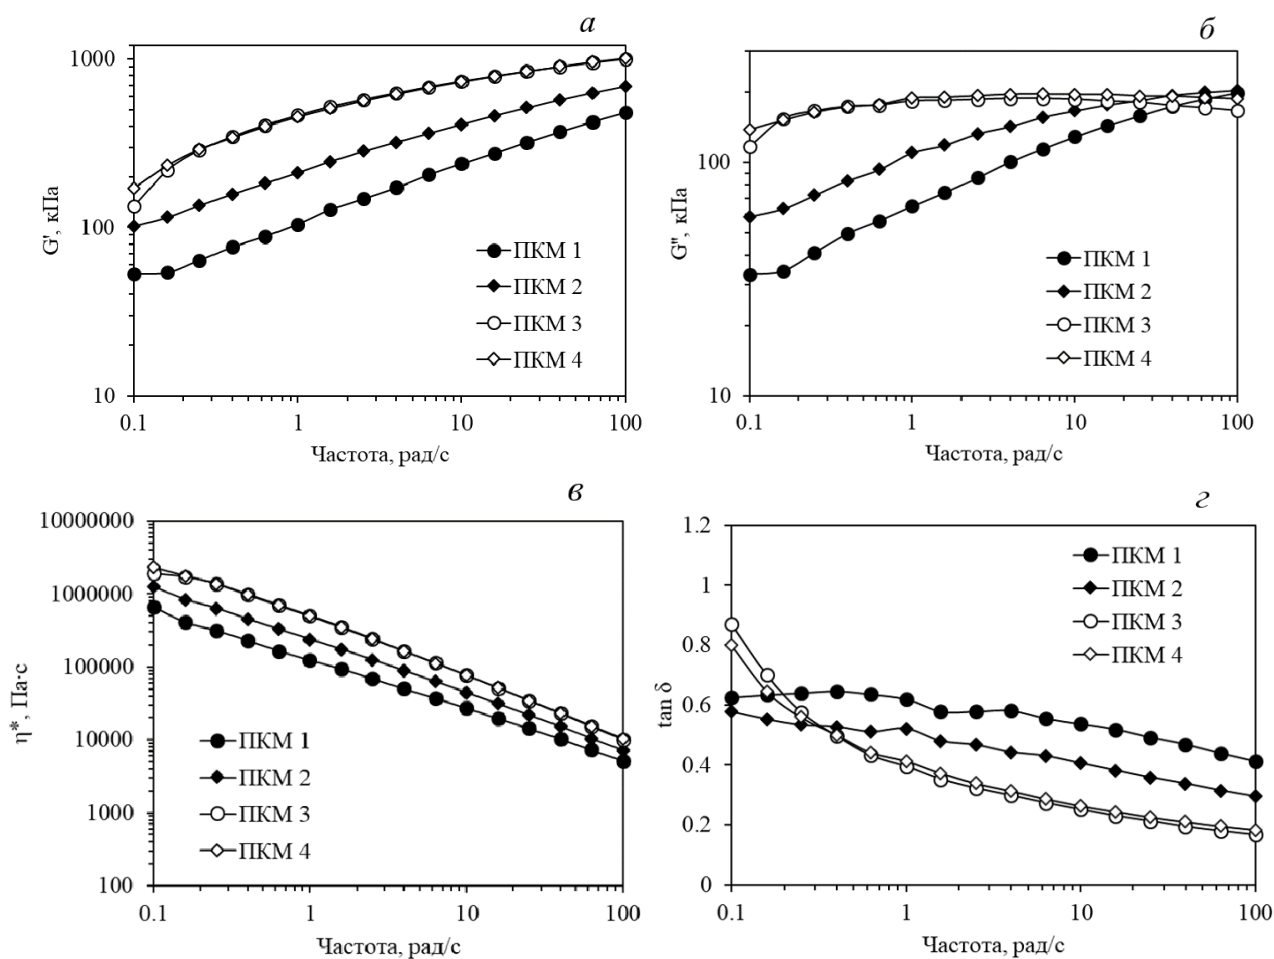 а
1000
100
10
G', кПа
0.1 1 10 100
Частота, рад/с
ПКМ 1
ПКМ 2
ПКМ 3
ПКМ 4
б
100
10
G'', кПа
0.1 1 10 100
Частота, рад/с
ПКМ 1
ПКМ 2
ПКМ 3
ПКМ 4
в
10000000
1000000
100000
10000
1000
100
η*, Па·с
0.1 1 10 100
Частота, рад/с
ПКМ 1
ПКМ 2
ПКМ 3
ПКМ 4
г
1.2
1
0.8
0.6
0.4
0.2
0
tan δ
0.1 1 10 100
Частота, рад/с
ПКМ 1
ПКМ 2
ПКМ 3
ПКМ 4